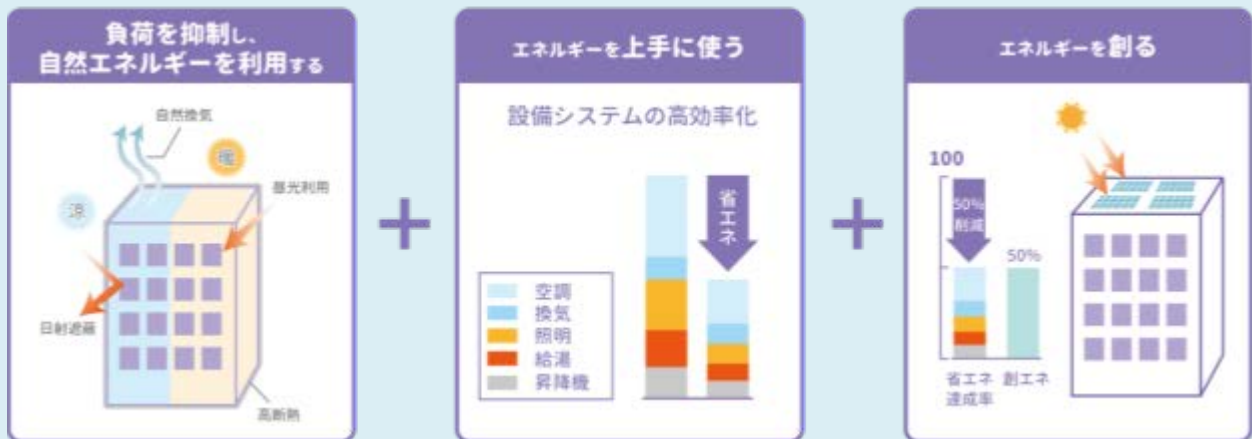 負荷を抑制し、
自然エネルギーを利用する
自然換気
暖
昼光利用
涼
日射遮蔽
高断熱
+
エネルギーを上手に使う
設備システムの高効率化
省エネ
空調
換気
照明
給湯
昇降機
+
エネルギーを創る
100
50%
削減
50%
省エネ
達成率
創エネ